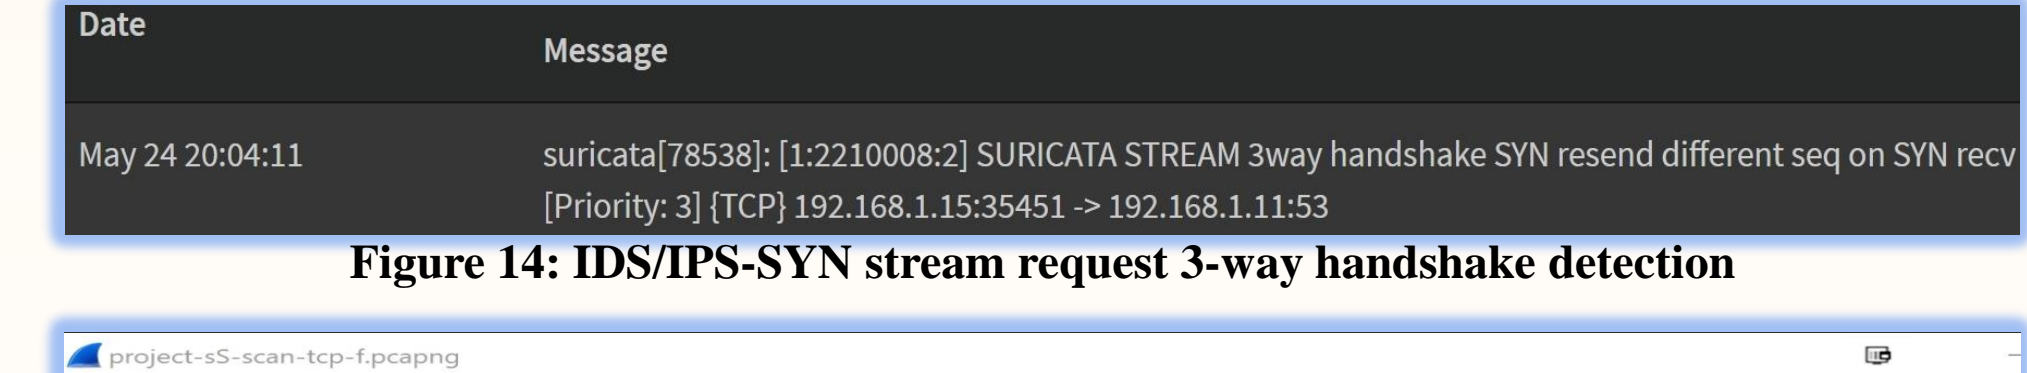 Date
Message
May 24 20:04:11
suricata[78538]: [1:2210008:2] SURICATA STREAM 3way handshake SYN resend different seq on SYN recv
[Priority: 3] {TCP} 192.168.1.15:35451 -> 192.168.1.11:53
Figure 14: IDS/IPS-SYN stream request 3-way handshake detection
project-sS-scan-tcp-f.pcapng